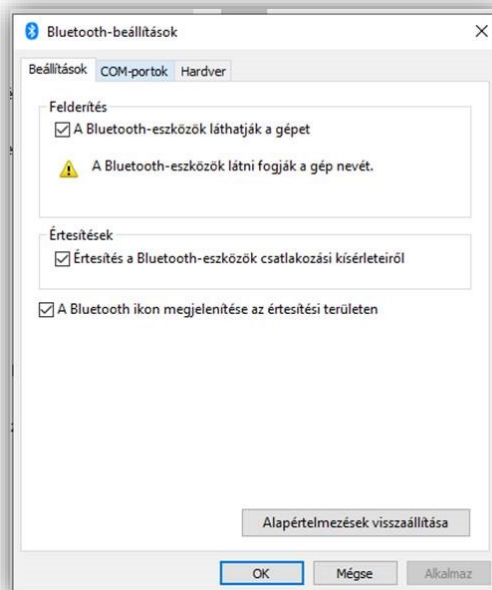 Bluetooth-beállítások
Beállítások COM-portok Hardver
Felderítés
A Bluetooth-eszközök láthatják a gépet
A Bluetooth-eszközök látni fogják a gép nevét.
Értesítések
Értesítés a Bluetooth-eszközök csatlakozási kísérleteiről
A Bluetooth ikon megjelenítése az értesítési területen
Alapértelmezések visszaállítása
OK Mégse Alkalmaz